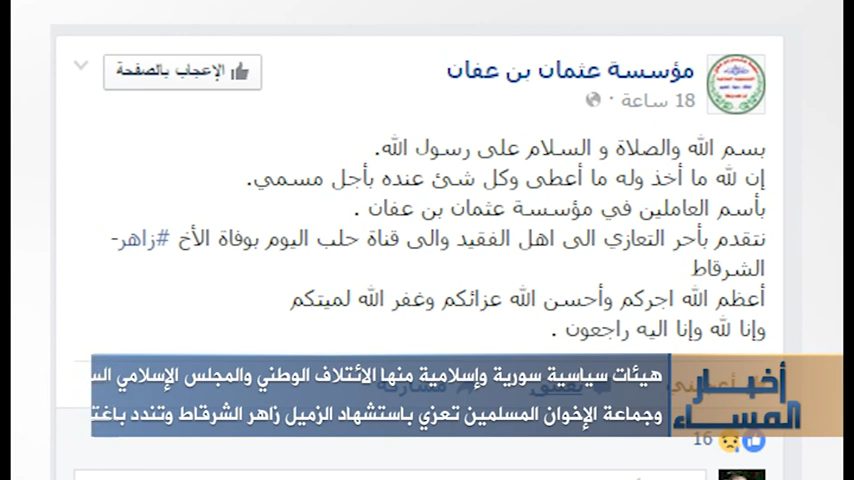 مؤسسة عثمان بن عفان
18 ساعة ·
الإعجاب بالصفحة
بسم الله والصلاة و السلام على رسول الله.
إن لله ما أخذ وله ما أعطى وكل شئ عنده بأجل مسمي.
بأسم العاملين في مؤسسة عثمان بن عفان .
نتقدم بأحر التعازي الى اهل الفقيد والى قناة حلب اليوم بوفاة الأخ #زاهر-
الشرقاط
أعظم الله اجركم وأحسن الله عزائكم وغفر الله لميتكم
وإنا لله وإنا اليه راجعون .
أخبار المساء
هيئات سياسية سورية وإسلامية منها الائتلاف الوطني والمجلس الإسلامي الس
وجماعة الإخوان المسلمين تعزي باستشهاد الزميل زاهر الشرقاط وتندد باغت
16